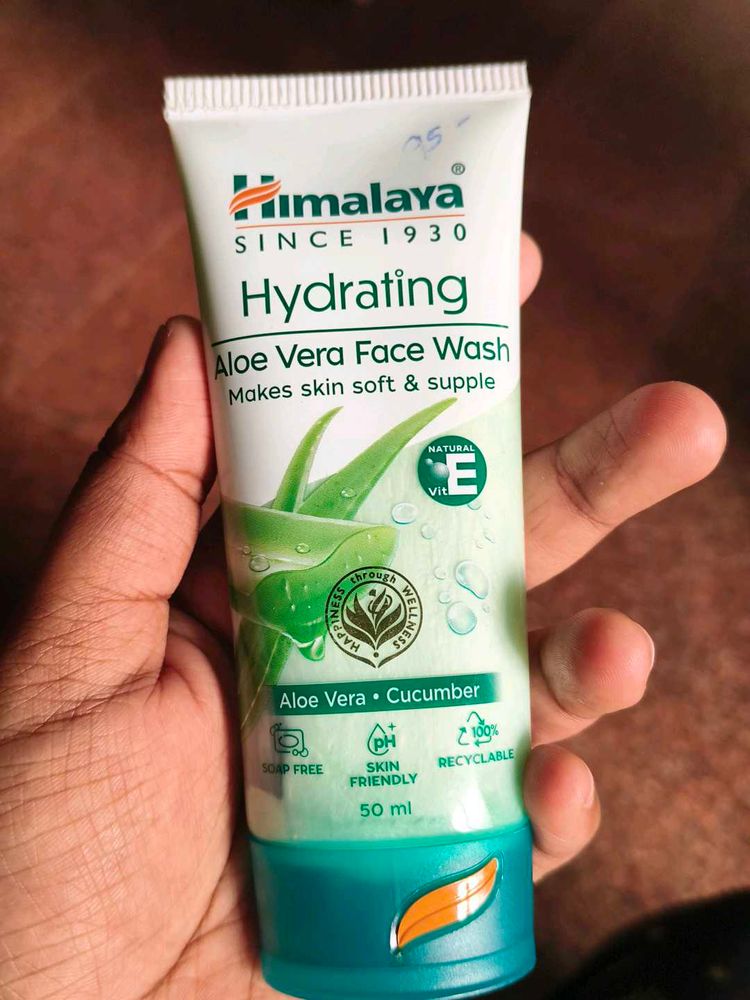 95-
Himalaya®
SINCE 1930
Hydrating
Aloe Vera Face Wash
Makes skin soft & supple
NATURAL
Vit E
HAPPINESS through WELLNESS
Aloe Vera • Cucumber
SOAP FREE
pH
SKIN
FRIENDLY
100%
RECYCLABLE
50 ml